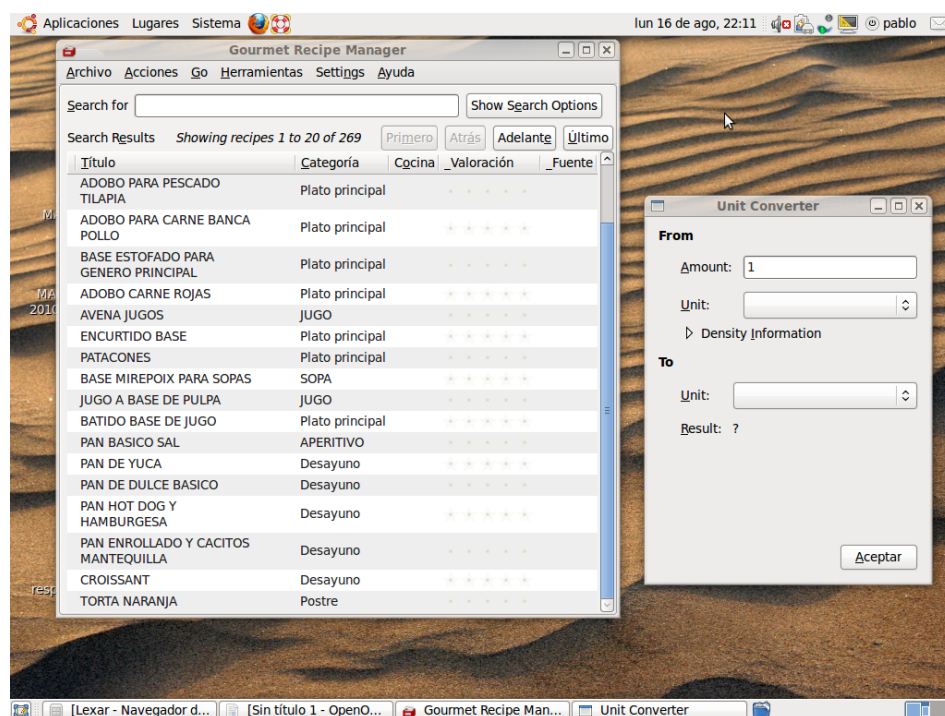 Aplicaciones Lugares Sistema lun 16 de ago, 22:11 pablo
Gourmet Recipe Manager
Archivo Acciones Go Herramientas Settings Ayuda
Search for Show Search Options
Search Results Showing recipes 1 to 20 of 269 Primero Atrás Adelante Último
Título Categoría Cocina _Valoración _Fuente
ADOBO PARA PESCADO
TILAPIA Plato principal
ADOBO PARA CARNE BANCA
POLLO Plato principal
BASE ESTOFADO PARA
GENERO PRINCIPAL Plato principal
ADOBO CARNE ROJAS Plato principal
AVENA JUGOS JUGO
ENCURTIDO BASE Plato principal
PATACONES Plato principal
BASE MIREPOIX PARA SOPAS SOPA
JUGO A BASE DE PULPA JUGO
BATIDO BASE DE JUGO Plato principal
PAN BASICO SAL APERITIVO
PAN DE YUCA Desayuno
PAN DE DULCE BASICO Desayuno
PAN HOT DOG Y
HAMBURGESA Desayuno
PAN ENROLLADO Y CACITOS
MANTEQUILLA Desayuno
CROISSANT Desayuno
TORTA NARANJA Postre
Unit Converter
From
Amount: 1
Unit:
Density Information
To
Unit:
Result: ?
Aceptar
MA
2010
resp
[Lexar - Navegador d... [Sin título 1 - OpenO... Gourmet Recipe Man... Unit Converter